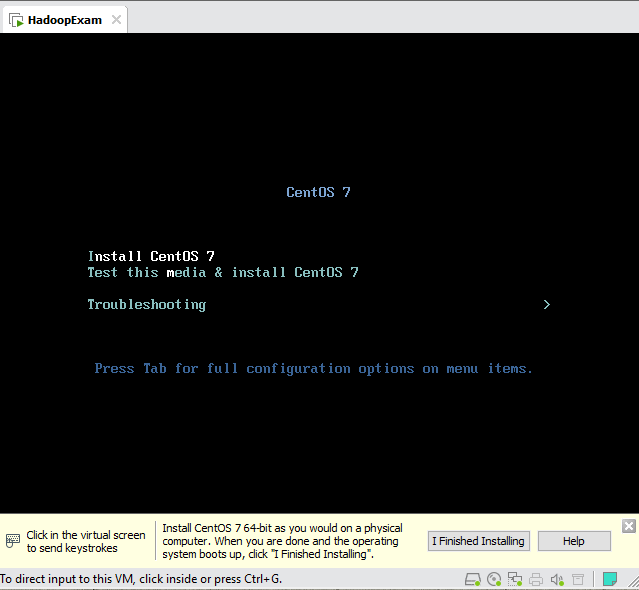 HadoopExam
CentOS 7
Install CentOS 7
Test this media & install CentOS 7
Troubleshooting >
Press Tab for full configuration options on menu items.
Click in the virtual screen
to send keystrokes
Install CentOS 7 64-bit as you would on a physical
computer. When you are done and the operating
system boots up, click "I Finished Installing".
I Finished Installing
Help
To direct input to this VM, click inside or press Ctrl+G.